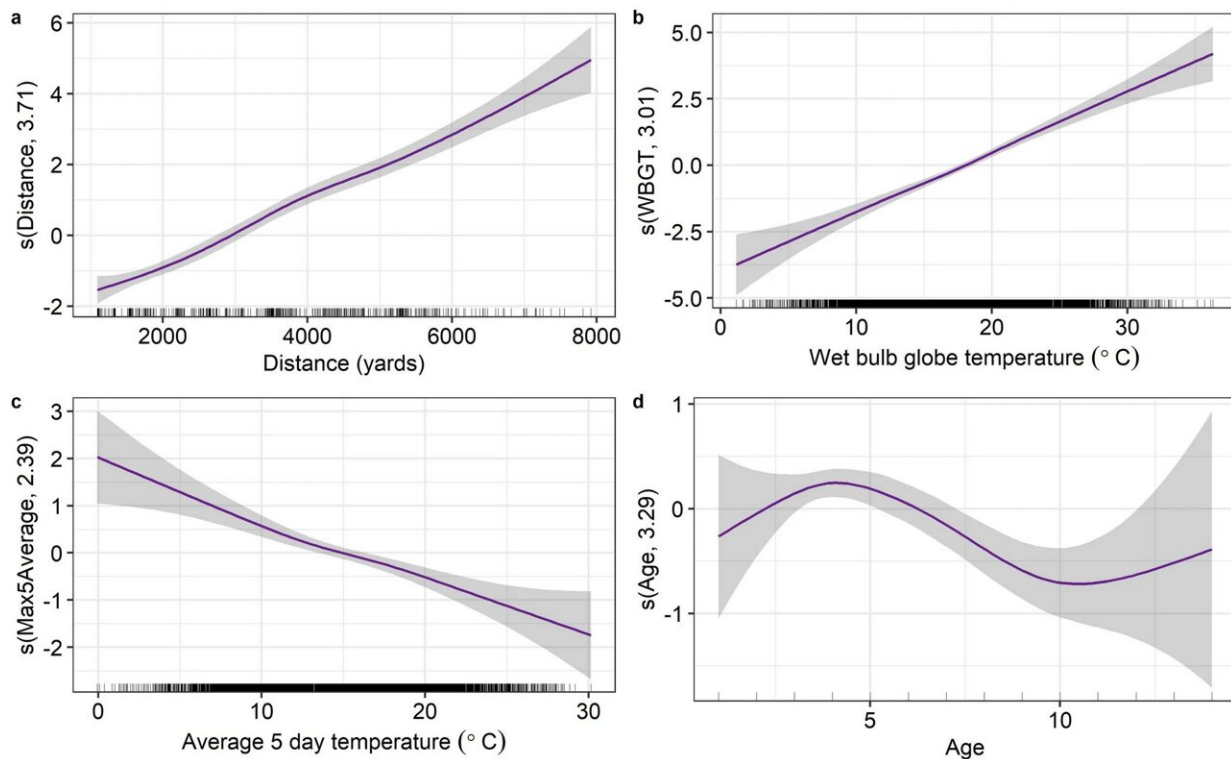 a
6
4
2
0
-2
s(Distance, 3.71)
2000 4000 6000 8000
Distance (yards)
b
5.0
2.5
0.0
-2.5
-5.0
s(WBGT, 3.01)
0 10 20 30
Wet bulb globe temperature (° C)
c
3
2
1
0
-1
-2
s(Max5Average, 2.39)
0 10 20 30
Average 5 day temperature (° C)
d
1
0
-1
s(Age, 3.29)
5 10
Age